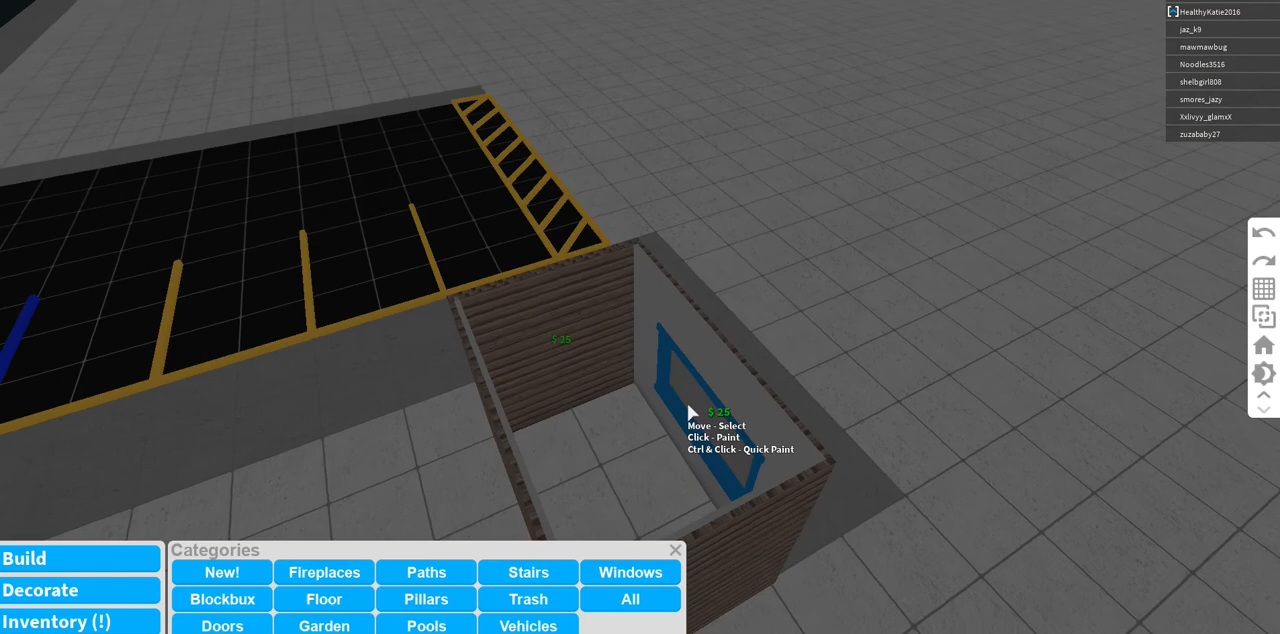 HealthyKatie2016
jaz_k9
mawmawbug
Noodles3516
shelbgirl808
smores_jazy
Xxlivyy_glamxX
zuzababy27
$ 25
$ 25
Move - Select
Click - Paint
Ctrl & Click - Quick Paint
Build
Decorate
Inventory (!)
Categories
New! Fireplaces Paths Stairs Windows
Blockbux Floor Pillars Trash All
Doors Garden Pools Vehicles